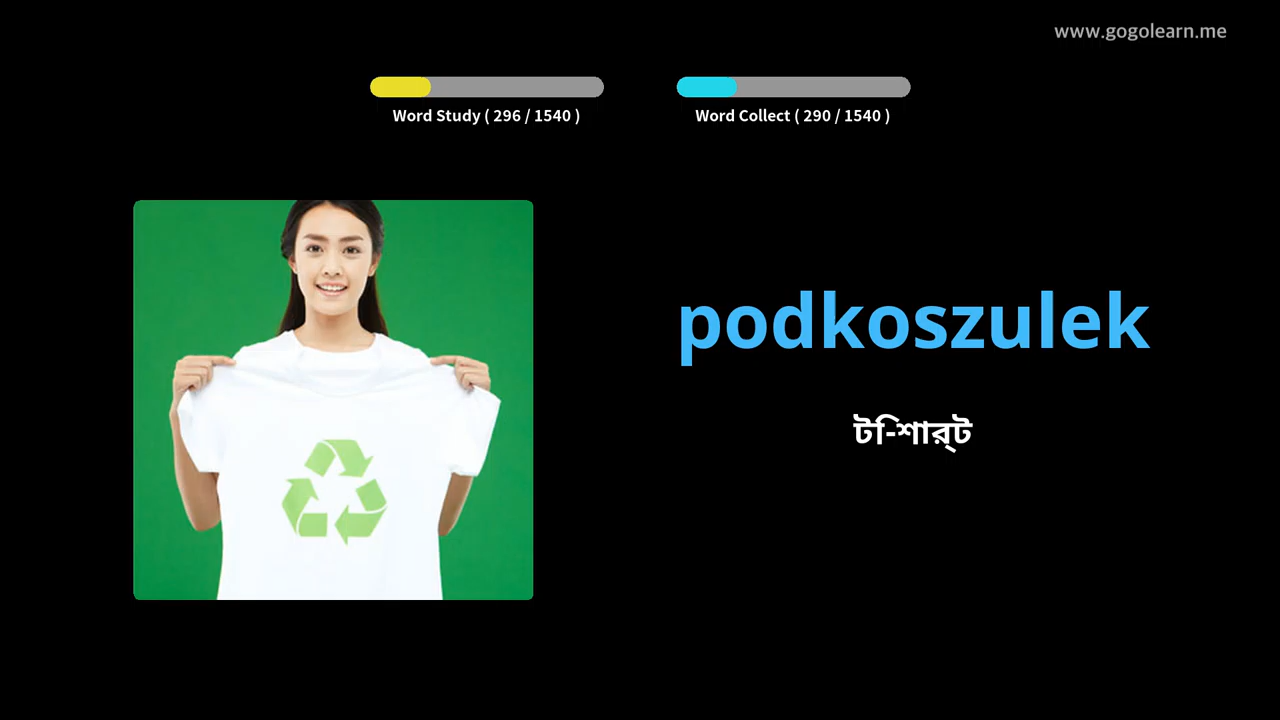 www.gogolearn.me
Word Study ( 296 / 1540 )
Word Collect ( 290 / 1540 )
podkoszulek
টি-শার্ট